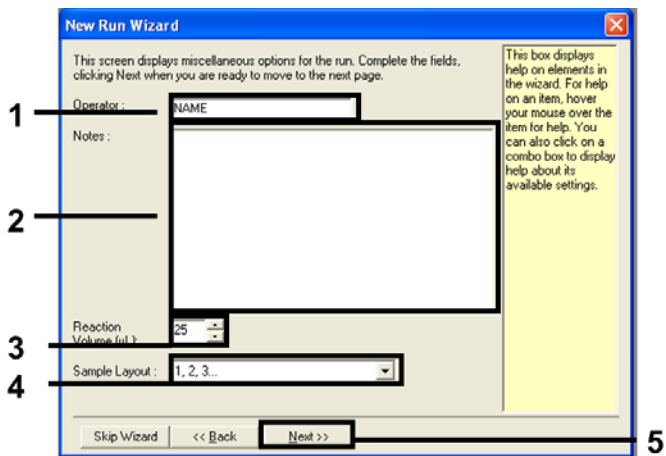 New Run Wizard
This screen displays miscellaneous options for the run. Complete the fields,
clicking Next when you are ready to move to the next page.
This box displays
help on elements in
the wizard. For help
on an item, hover
your mouse over the
item for help. You
can also click on a
combo box to display
help about its
available settings.
1
Operator :
NAME
Notes :
2
Reaction
Volume (µL):
25
3
Sample Layout :
1, 2, 3...
4
Skip Wizard
<< Back
Next >>
5